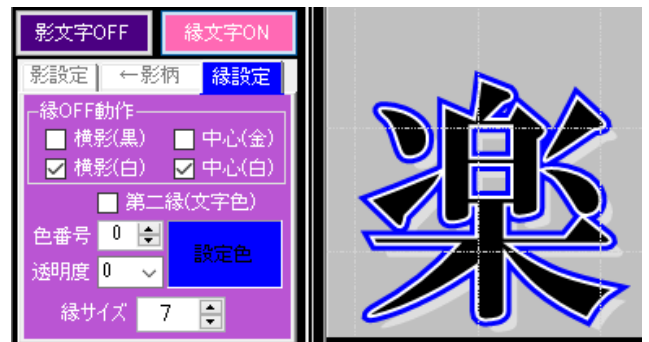 影文字OFF 縁文字ON
影設定 ←影柄 縁設定
縁OFF動作
横影(黒) 中心(金)
横影(白) 中心(白)
第二縁(文字色)
色番号 0 設定色
透明度 0
縁サイズ 7
楽